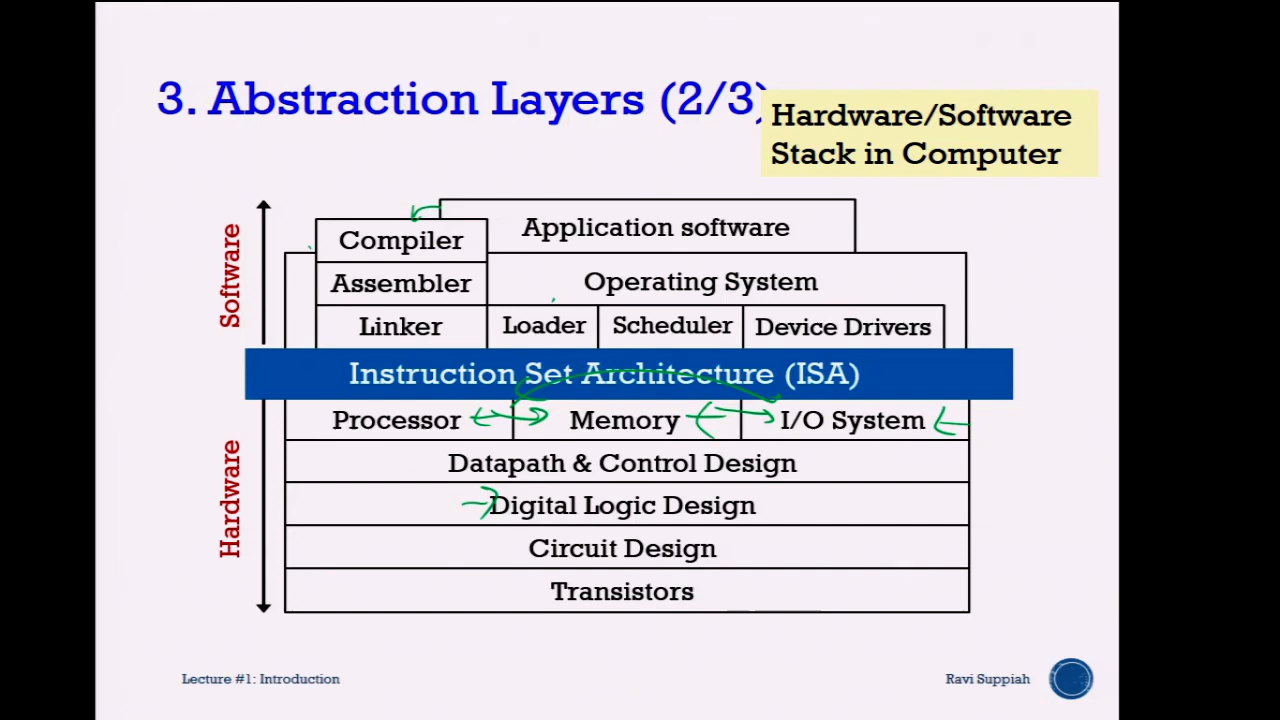 3. Abstraction Layers (2/3)
Hardware/Software
Stack in Computer
Software
Application software
Compiler
Assembler
Operating System
Linker
Loader
Scheduler
Device Drivers
Instruction Set Architecture (ISA)
Hardware
Processor
Memory
I/O System
Datapath & Control Design
Digital Logic Design
Circuit Design
Transistors
Lecture #1: Introduction
Ravi Suppiah